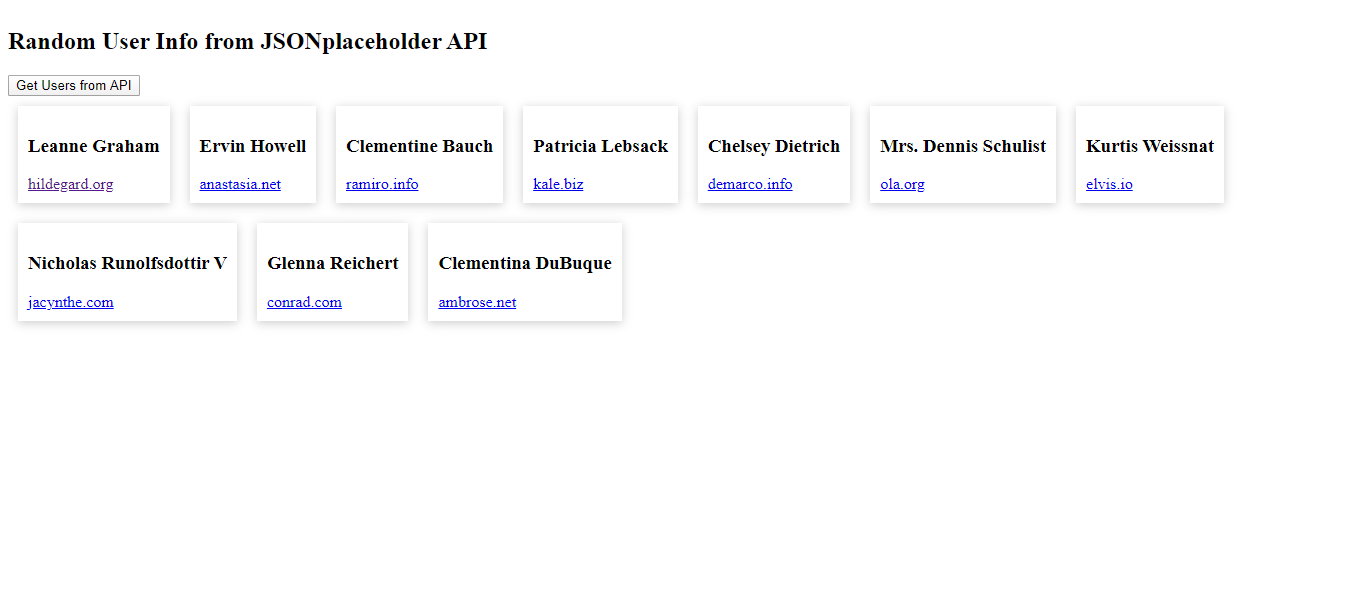 Random User Info from JSONplaceholder API
Get Users from API
Leanne Graham
hildegard.org
Ervin Howell
anastasia.net
Clementine Bauch
ramiro.info
Patricia Lebsack
kale.biz
Chelsey Dietrich
demarco.info
Mrs. Dennis Schulist
ola.org
Kurtis Weissnat
elvis.io
Nicholas Runolfsdottir V
jacynthe.com
Glenna Reichert
conrad.com
Clementina DuBuque
ambrose.net